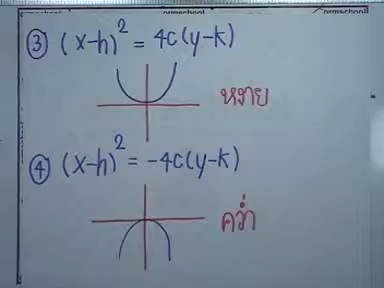 ③ (x-h)² = 4c(y-k)
หงาย
④ (x-h)² = -4c(y-k)
คว่ำ